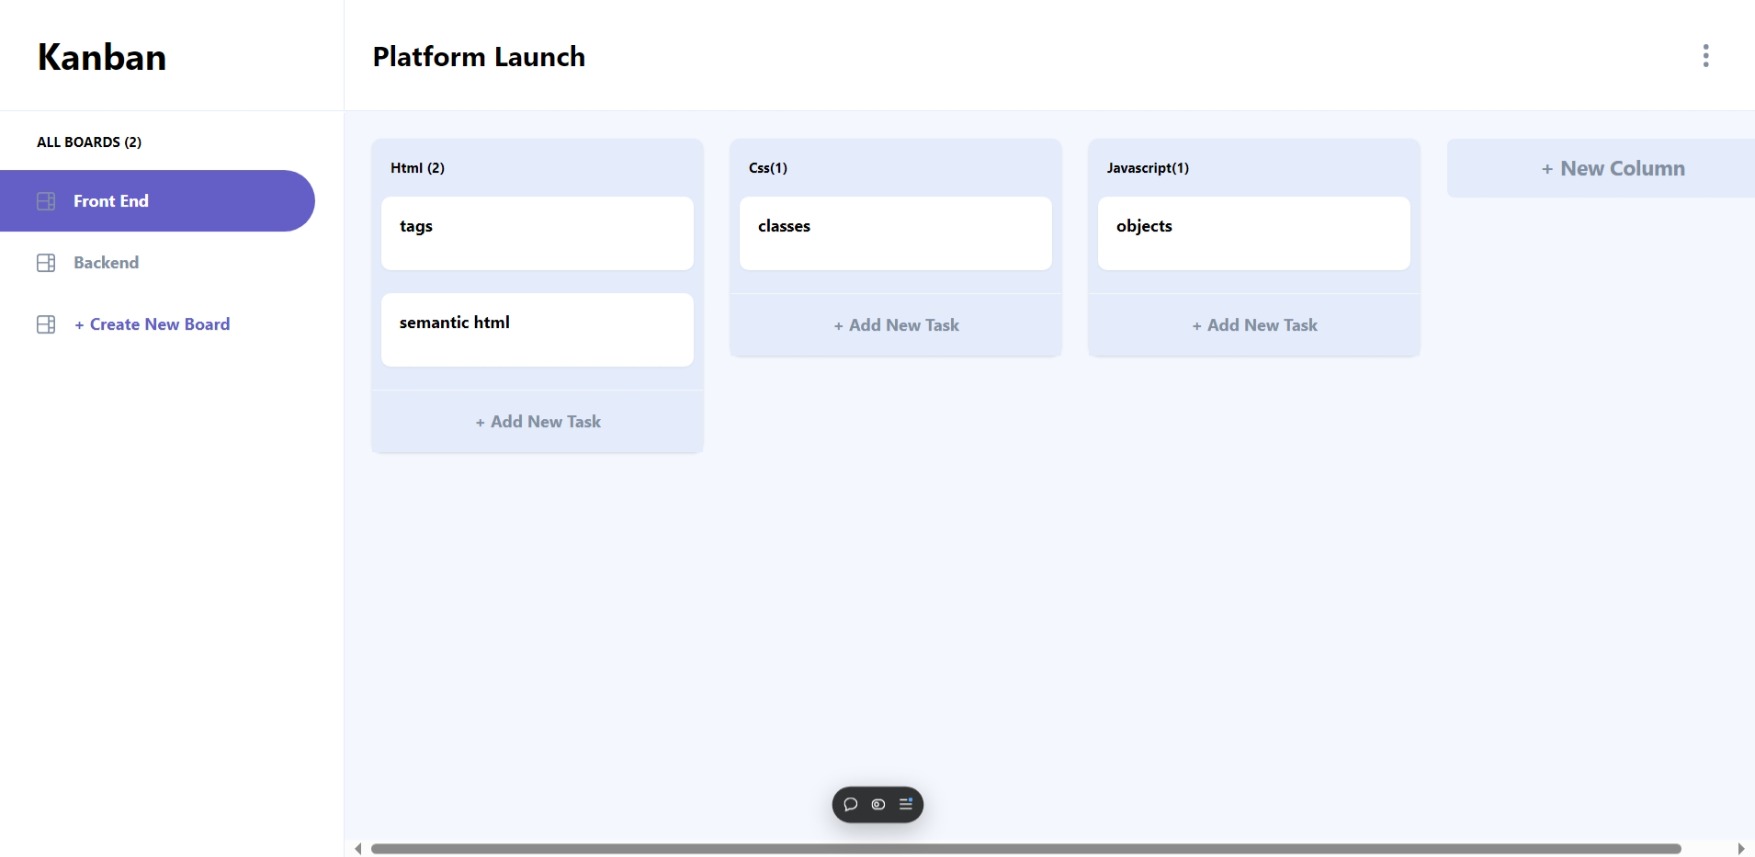 Kanban
Platform Launch
ALL BOARDS (2)
Front End
Backend
+ Create New Board
Html (2)
tags
semantic html
+ Add New Task
Css(1)
classes
+ Add New Task
Javascript(1)
objects
+ Add New Task
+ New Column